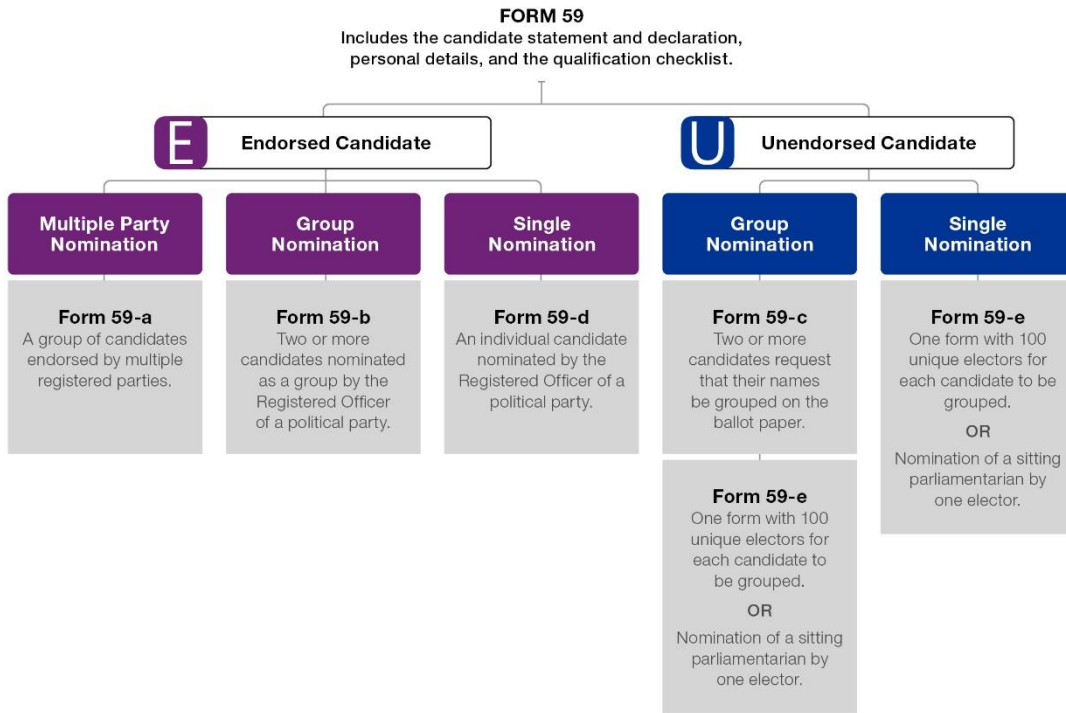 FORM 59
Includes the candidate statement and declaration,
personal details, and the qualification checklist.
E
Endorsed Candidate
U
Unendorsed Candidate
Multiple Party
Nomination
Group
Nomination
Single
Nomination
Group
Nomination
Single
Nomination
Form 59-a
A group of candidates
endorsed by multiple
registered parties.
Form 59-b
Two or more
candidates nominated
as a group by the
Registered Officer
of a political party.
Form 59-d
An individual candidate
nominated by the
Registered Officer of a
political party.
Form 59-c
Two or more
candidates request
that their names
be grouped on the
ballot paper.
Form 59-e
One form with 100
unique electors for
each candidate to
be grouped.
OR
Nomination of a sitting
parliamentarian by
one elector.
Form 59-e
One form with 100
unique electors for
each candidate to be
grouped.
OR
Nomination of a sitting
parliamentarian by
one elector.